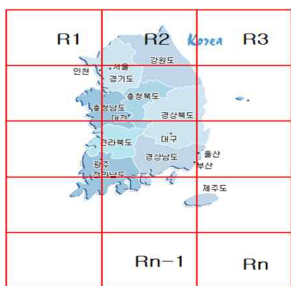 R1 R2 Korea R3
강원도
서울
인천
경기도
충청북도
충청남도
대전 경상북도
대구
전라북도
울산
광주 경상남도
부산
전라남도
제주도
Rn-1 Rn